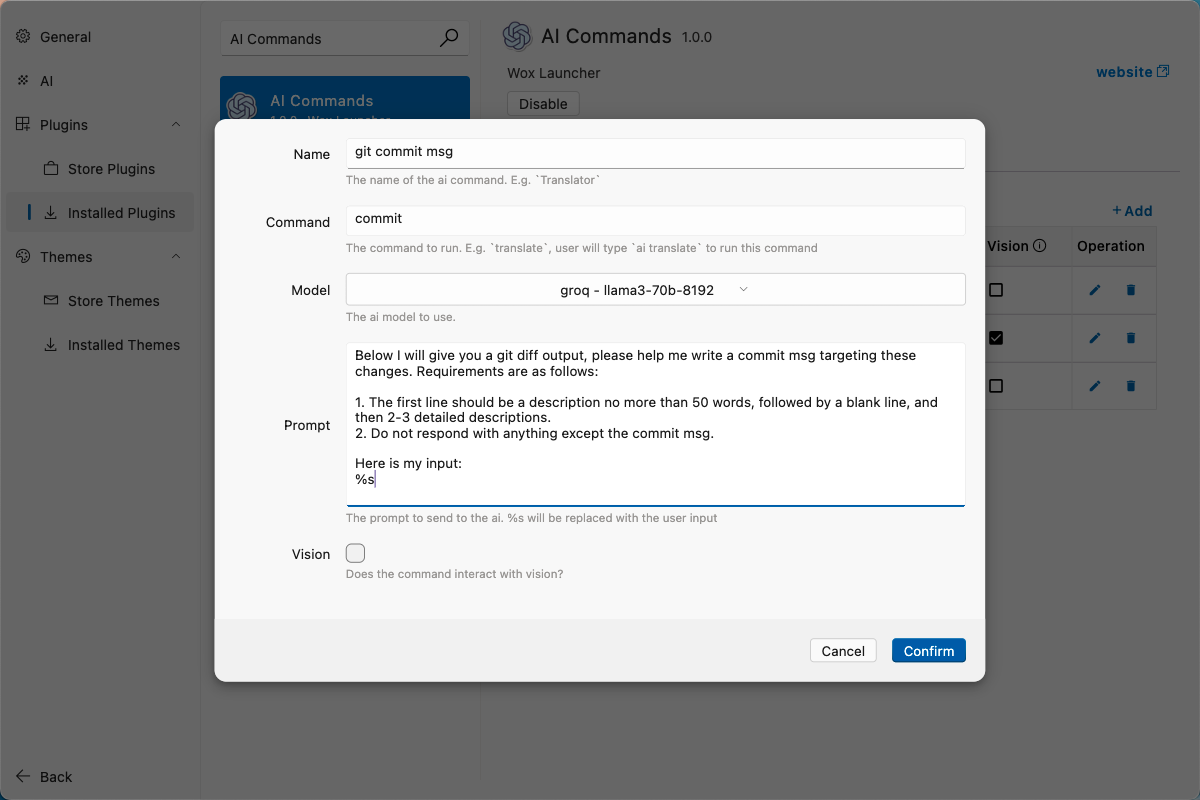 General
AI
Plugins
Store Plugins
Installed Plugins
Themes
Store Themes
Installed Themes
Back
AI Commands
AI Commands
1.0.0 Wox Launcher
AI Commands 1.0.0
Wox Launcher
website
Disable
+ Add
Vision Operation
Name git commit msg
The name of the ai command. E.g. `Translator`
Command commit
The command to run. E.g. `translate`, user will type `ai translate` to run this command
Model groq - llama3-70b-8192
The ai model to use.
Prompt
Below I will give you a git diff output, please help me write a commit msg targeting these
changes. Requirements are as follows:
1. The first line should be a description no more than 50 words, followed by a blank line, and
then 2-3 detailed descriptions.
2. Do not respond with anything except the commit msg.
Here is my input:
%s
The prompt to send to the ai. %s will be replaced with the user input
Vision
Does the command interact with vision?
Cancel Confirm